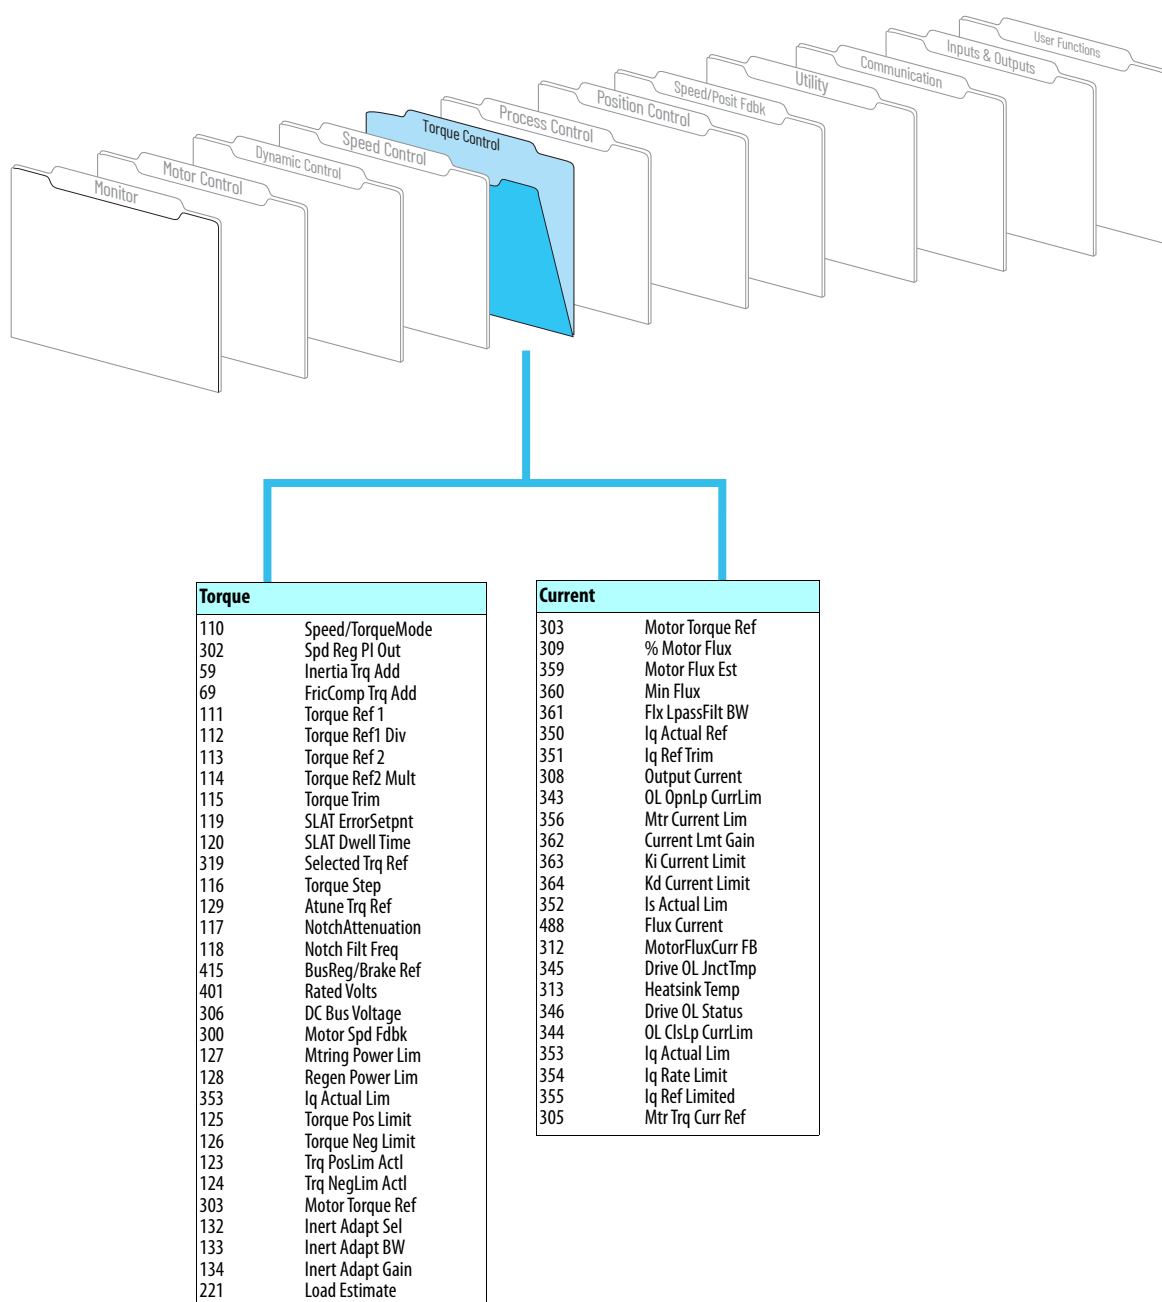 Monitor
Motor Control
Dynamic Control
Speed Control
Torque Control
Process Control
Position Control
Speed/Posit Fdbk
Utility
Communication
Inputs & Outputs
User Functions
Torque
110 Speed/TorqueMode
302 Spd Reg PI Out
59 Inertia Trq Add
69 FricComp Trq Add
111 Torque Ref 1
112 Torque Ref1 Div
113 Torque Ref 2
114 Torque Ref2 Mult
115 Torque Trim
119 SLAT ErrorSetpnt
120 SLAT Dwell Time
319 Selected Trq Ref
116 Torque Step
129 Atune Trq Ref
117 NotchAttenuation
118 Notch Filt Freq
415 BusReg/Brake Ref
401 Rated Volts
306 DC Bus Voltage
300 Motor Spd Fdbk
127 Mtring Power Lim
128 Regen Power Lim
353 Iq Actual Lim
125 Torque Pos Limit
126 Torque Neg Limit
123 Trq PosLim Actl
124 Trq NegLim Actl
303 Motor Torque Ref
132 Inert Adapt Sel
133 Inert Adapt BW
134 Inert Adapt Gain
221 Load Estimate
Current
303 Motor Torque Ref
309 % Motor Flux
359 Motor Flux Est
360 Min Flux
361 Flx LpassFilt BW
350 Iq Actual Ref
351 Iq Ref Trim
308 Output Current
343 OL OpnLp CurrLim
356 Mtr Current Lim
362 Current Lmt Gain
363 Ki Current Limit
364 Kd Current Limit
352 Is Actual Lim
488 Flux Current
312 MotorFluxCurr FB
345 Drive OL JnctTmp
313 Heatsink Temp
346 Drive OL Status
344 OL ClsLp CurrLim
353 Iq Actual Lim
354 Iq Rate Limit
355 Iq Ref Limited
305 Mtr Trq Curr Ref